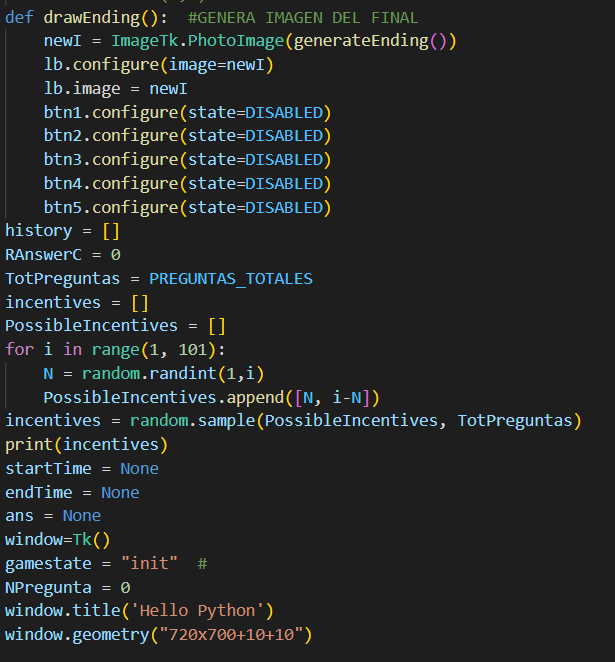 def drawEnding():  #GENERA IMAGEN DEL FINAL
    newI = ImageTk.PhotoImage(generateEnding())
    lb.configure(image=newI)
    lb.image = newI
    btn1.configure(state=DISABLED)
    btn2.configure(state=DISABLED)
    btn3.configure(state=DISABLED)
    btn4.configure(state=DISABLED)
    btn5.configure(state=DISABLED)
history = []
RAnswerC = 0
TotPreguntas = PREGUNTAS_TOTALES
incentives = []
PossibleIncentives = []
for i in range(1, 101):
    N = random.randint(1,i)
    PossibleIncentives.append([N, i-N])
incentives = random.sample(PossibleIncentives, TotPreguntas)
print(incentives)
startTime = None
endTime = None
ans = None
window=Tk()
gamestate = "init"  #
NPregunta = 0
window.title('Hello Python')
window.geometry("720x700+10+10")